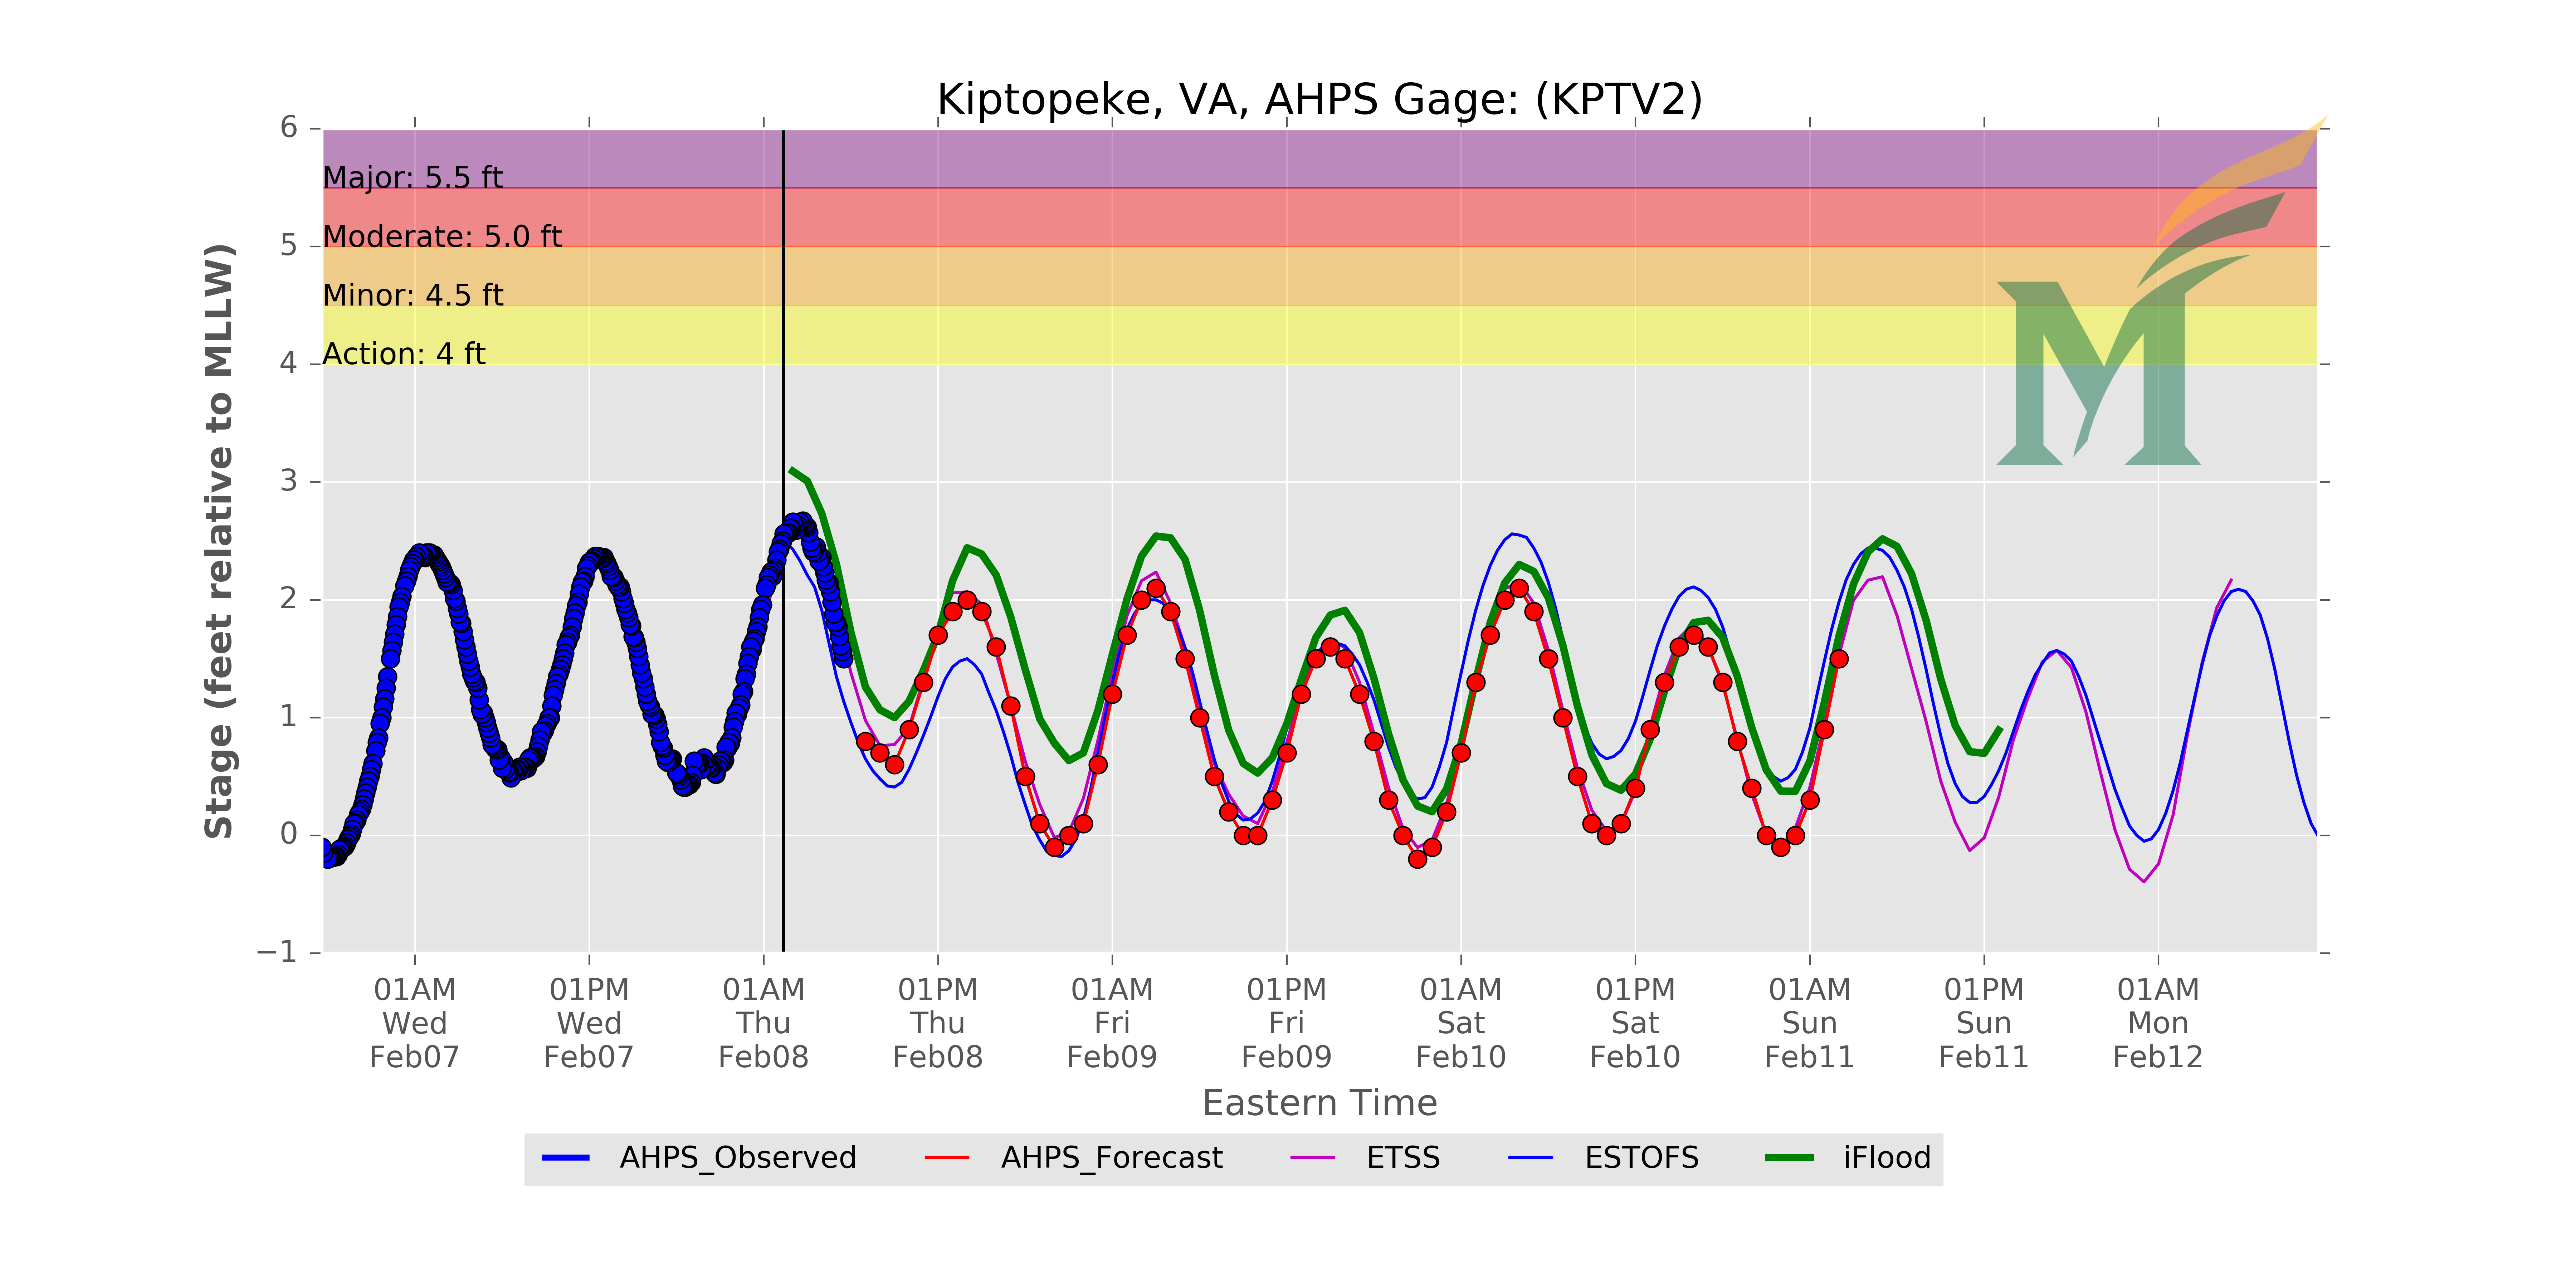 Kiptopeke, VA, AHPS Gage: (KPTV2)
6
5
4
3
2
1
0
−1
Stage (feet relative to MLLW)
Major: 5.5 ft
Moderate: 5.0 ft
Minor: 4.5 ft
Action: 4 ft
M
01AM Wed Feb07
01PM Wed Feb07
01AM Thu Feb08
01PM Thu Feb08
01AM Fri Feb09
01PM Fri Feb09
01AM Sat Feb10
01PM Sat Feb10
01AM Sun Feb11
01PM Sun Feb11
01AM Mon Feb12
Eastern Time
AHPS_Observed AHPS_Forecast ETSS ESTOFS iFlood